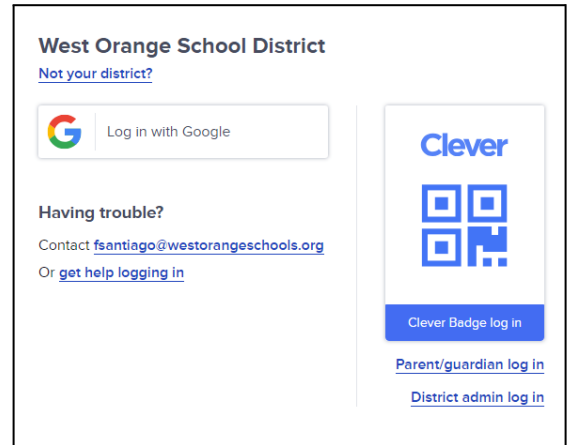 West Orange School District
Not your district?
Log in with Google
Having trouble?
Contact fsantiago@westorangeschools.org
Or get help logging in
Clever
Clever Badge log in
Parent/guardian log in
District admin log in